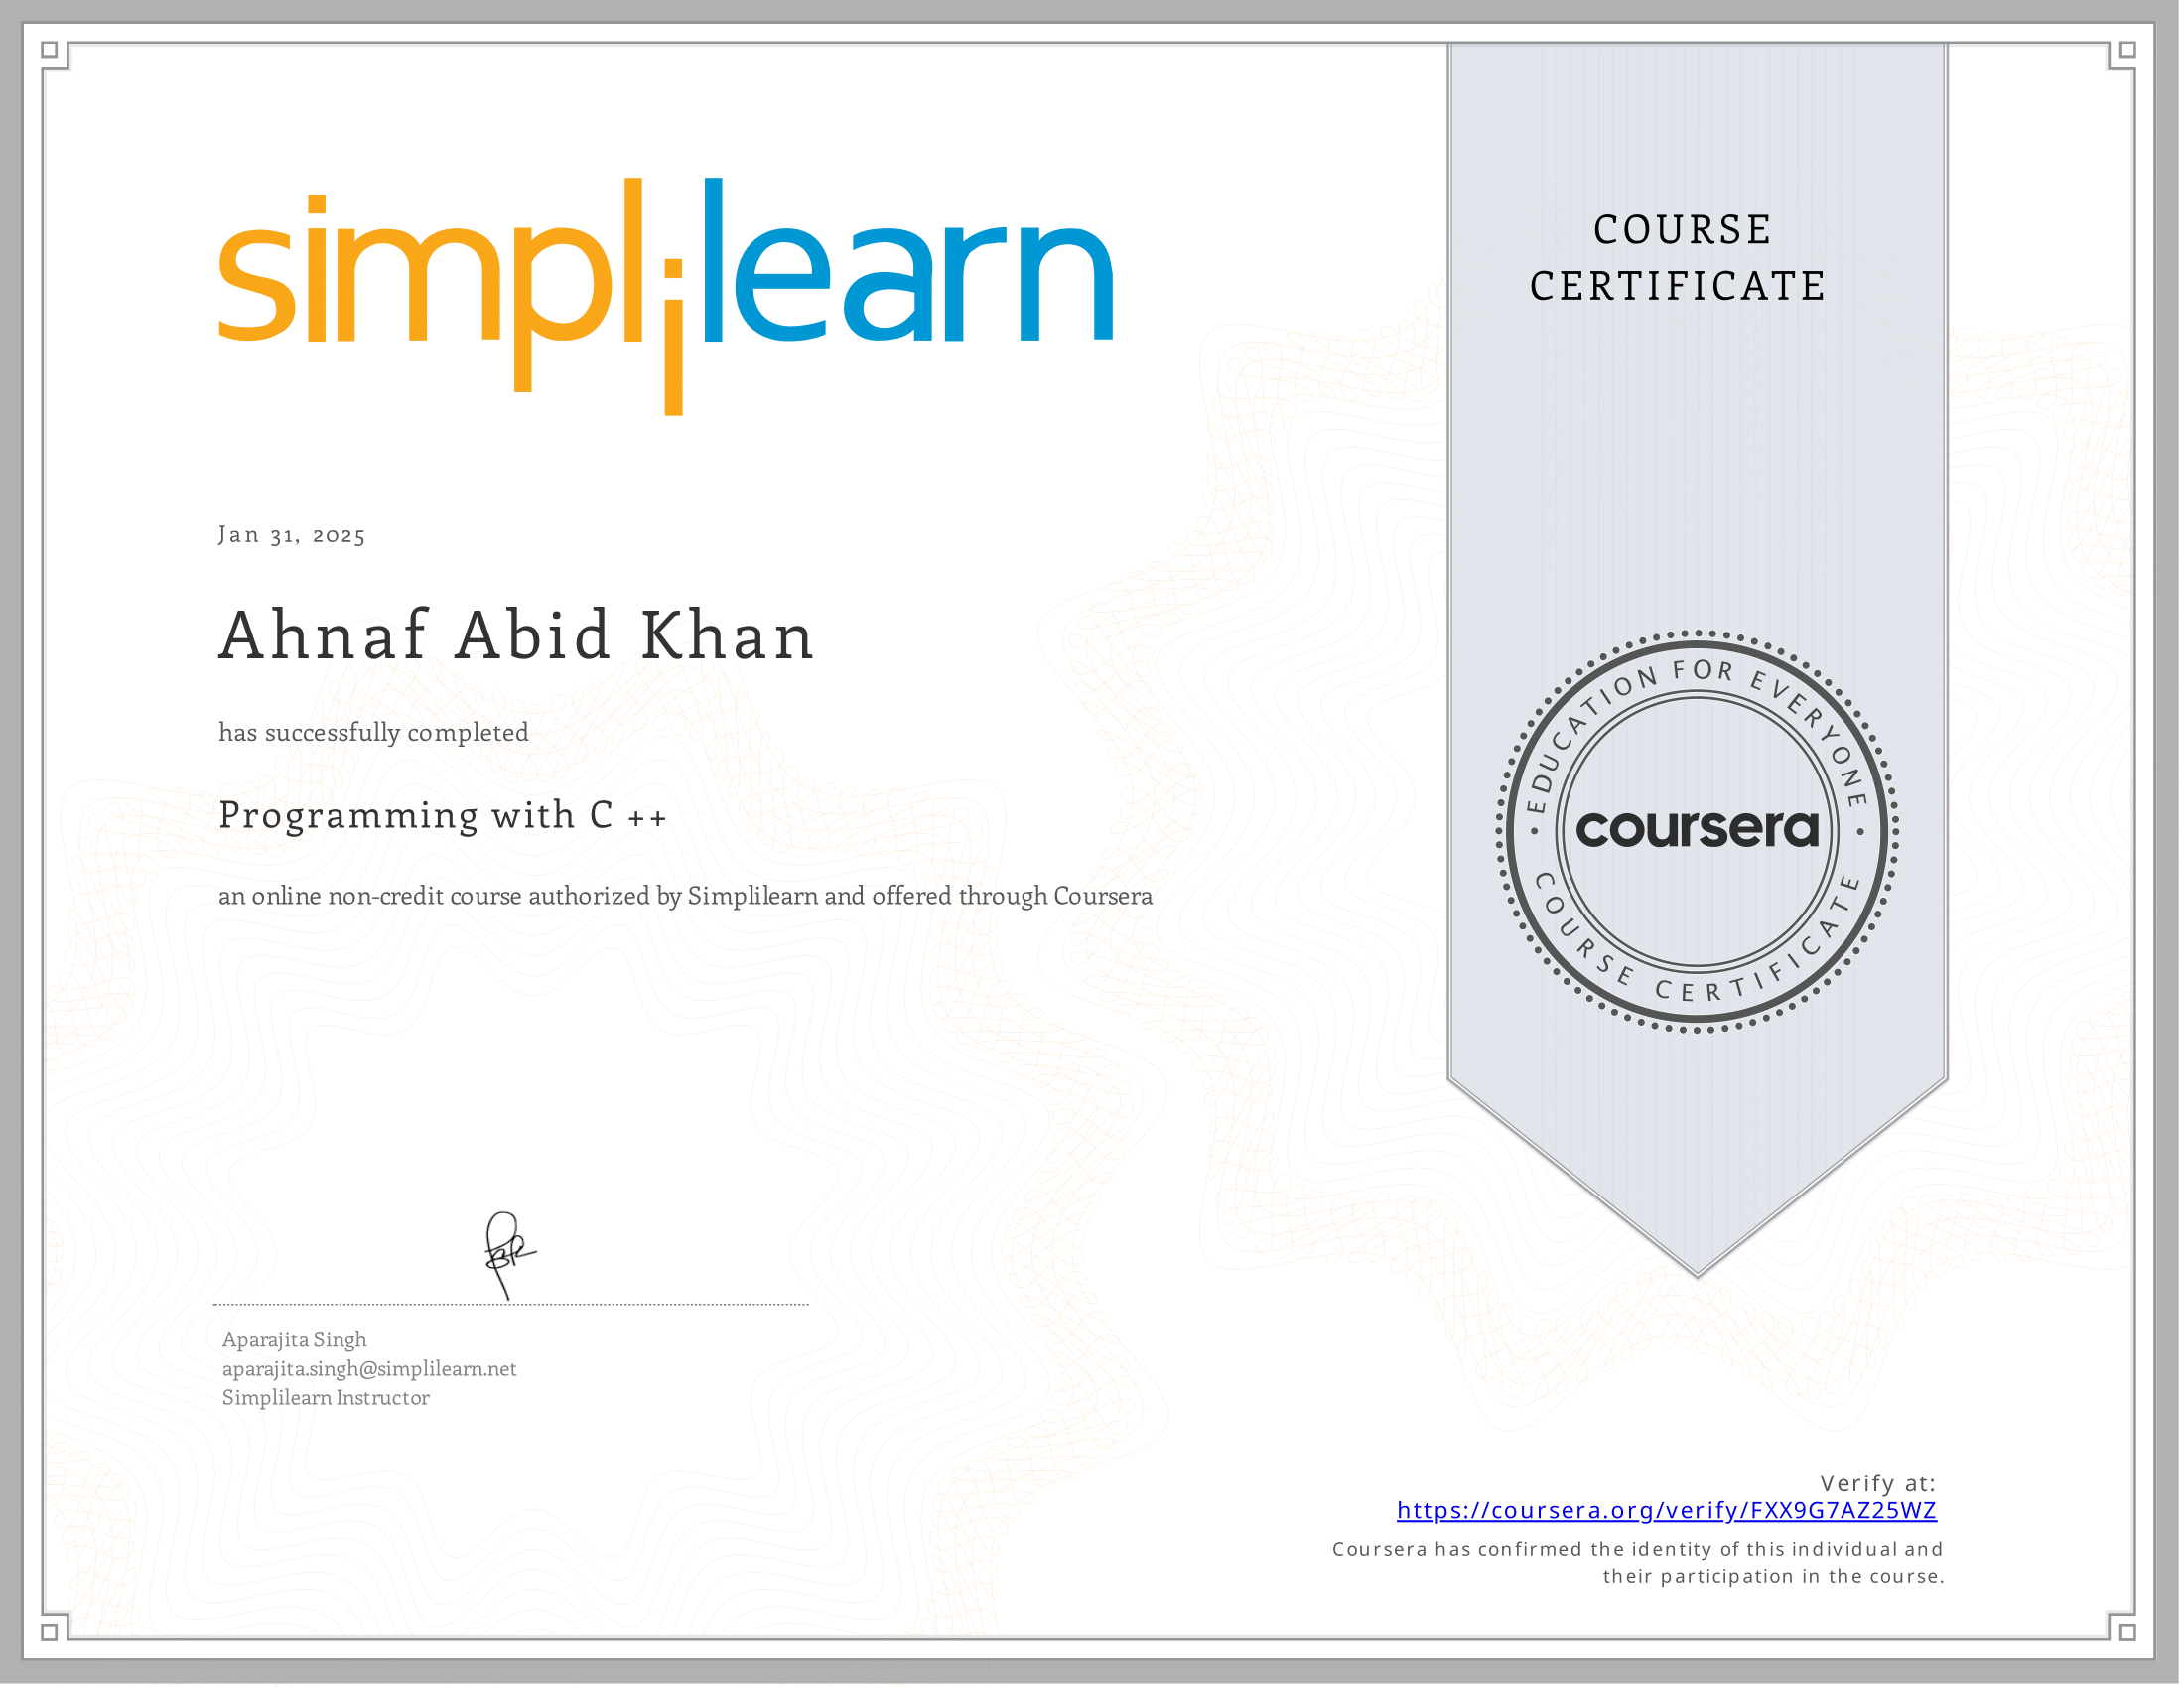 simplilearn
COURSE
CERTIFICATE
Jan 31, 2025
Ahnaf Abid Khan
has successfully completed
Programming with C ++
an online non-credit course authorized by Simplilearn and offered through Coursera
EDUCATION FOR EVERYONE
coursera
COURSE CERTIFICATE
Aparajita Singh
aparajita.singh@simplilearn.net
Simplilearn Instructor
Verify at:
https://coursera.org/verify/FXX9G7AZ25WZ
Coursera has confirmed the identity of this individual and
their participation in the course.